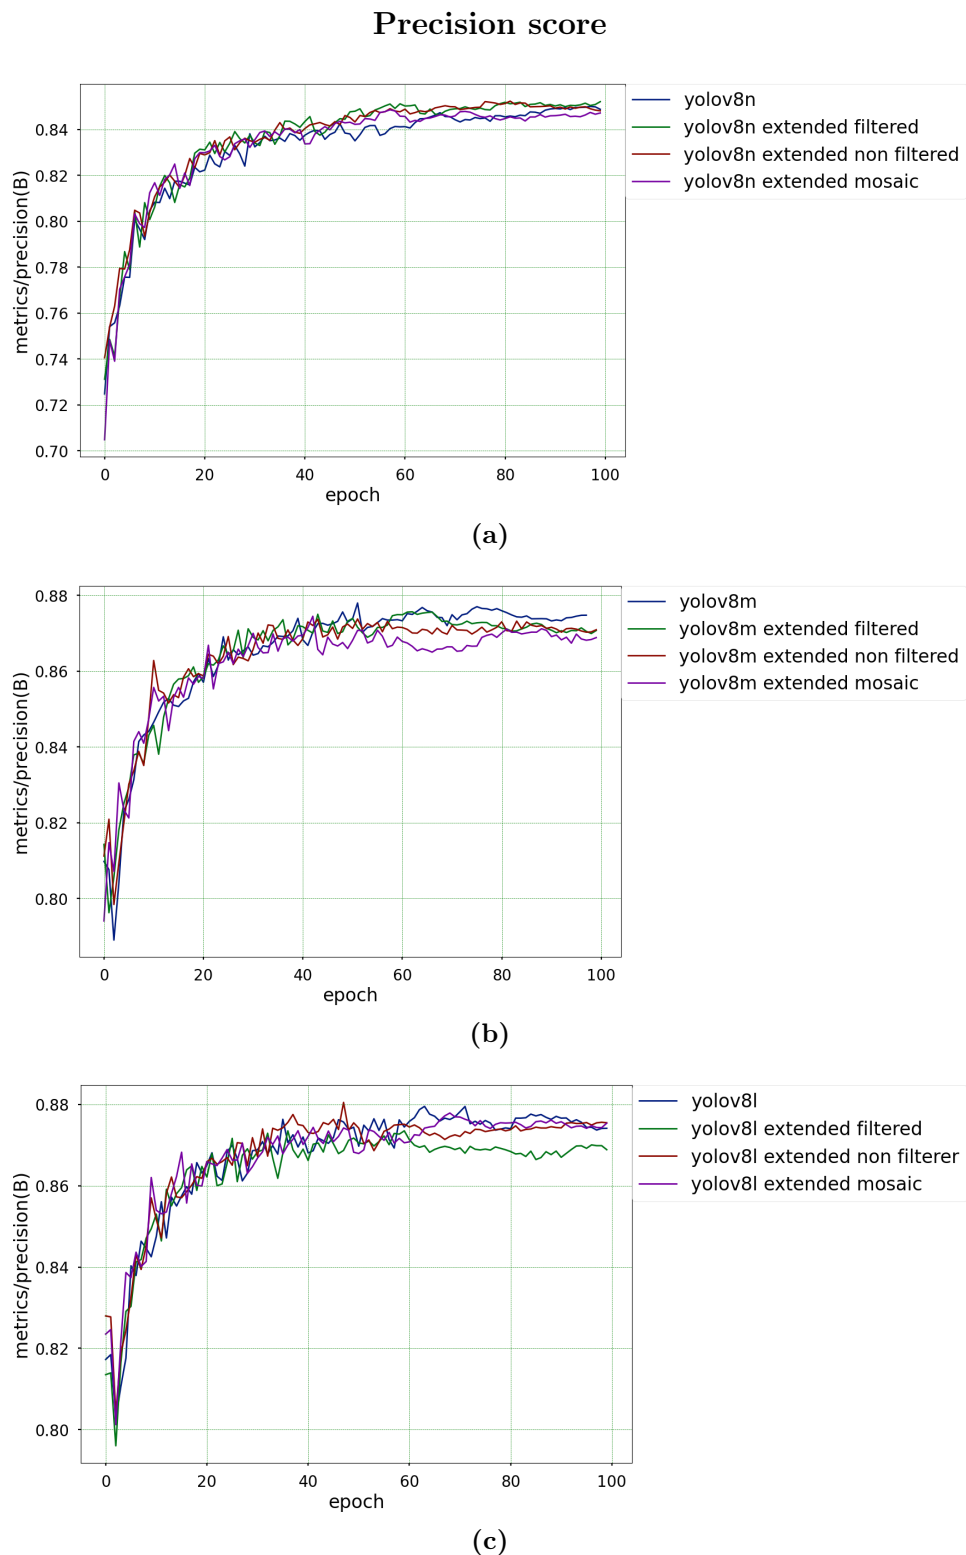 Precision score
yolov8n
yolov8n extended filtered
yolov8n extended non filtered
yolov8n extended mosaic
metrics/precision(B)
0.84
0.82
0.80
0.78
0.76
0.74
0.72
0.70
0 20 40 60 80 100
epoch
(a)
yolov8m
yolov8m extended filtered
yolov8m extended non filtered
yolov8m extended mosaic
metrics/precision(B)
0.88
0.86
0.84
0.82
0.80
0 20 40 60 80 100
epoch
(b)
yolov8l
yolov8l extended filtered
yolov8l extended non filterer
yolov8l extended mosaic
metrics/precision(B)
0.88
0.86
0.84
0.82
0.80
0 20 40 60 80 100
epoch
(c)